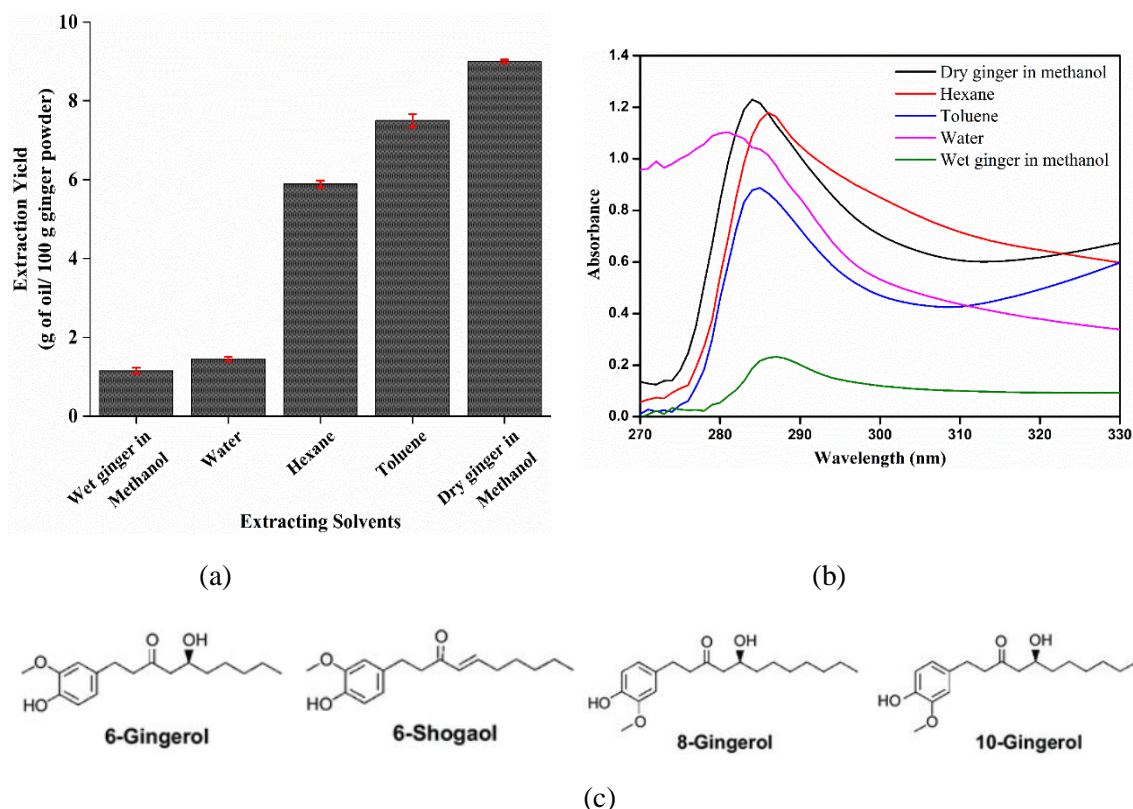 10
8
6
4
2
0
Extraction Yield
(g of oil/ 100 g ginger powder)
Wet ginger in
Methanol
Water
Hexane
Toluene
Dry ginger in
Methanol
Extracting Solvents
(a)
1.4
1.2
1.0
0.8
0.6
0.4
0.2
0.0
Absorbance
Dry ginger in methanol
Hexane
Toluene
Water
Wet ginger in methanol
270 280 290 300 310 320 330
Wavelength (nm)
(b)
O OH
O
HO
6-Gingerol
O
O
HO
6-Shogaol
O OH
HO
O
8-Gingerol
O OH
HO
O
10-Gingerol
(c)